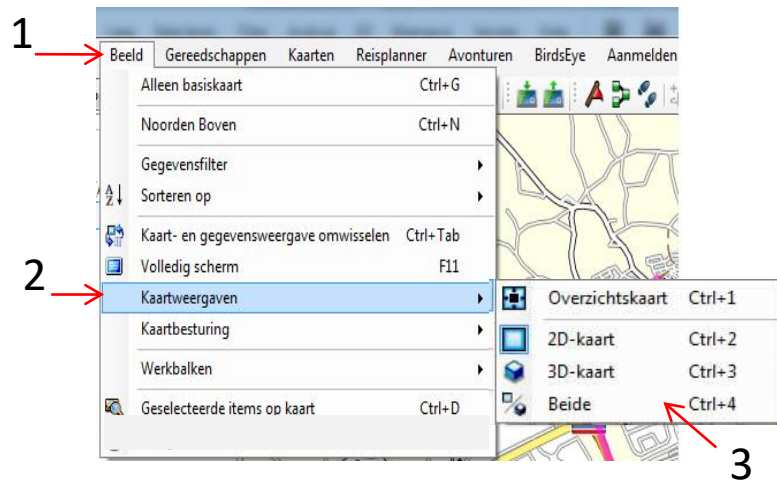 1
Beeld Gereedschappen Kaarten Reisplanner Avonturen BirdsEye Aanmelden
Alleen basiskaart Ctrl+G
Noorden Boven Ctrl+N
Gegevensfilter
Sorteren op
Kaart- en gegevensweergave omwisselen Ctrl+Tab
Volledig scherm F11
2
Kaartweergaven
Kaartbesturing
Werkbalken
Geselecteerde items op kaart Ctrl+D
Overzichtskaart Ctrl+1
2D-kaart Ctrl+2
3D-kaart Ctrl+3
Beide Ctrl+4
3